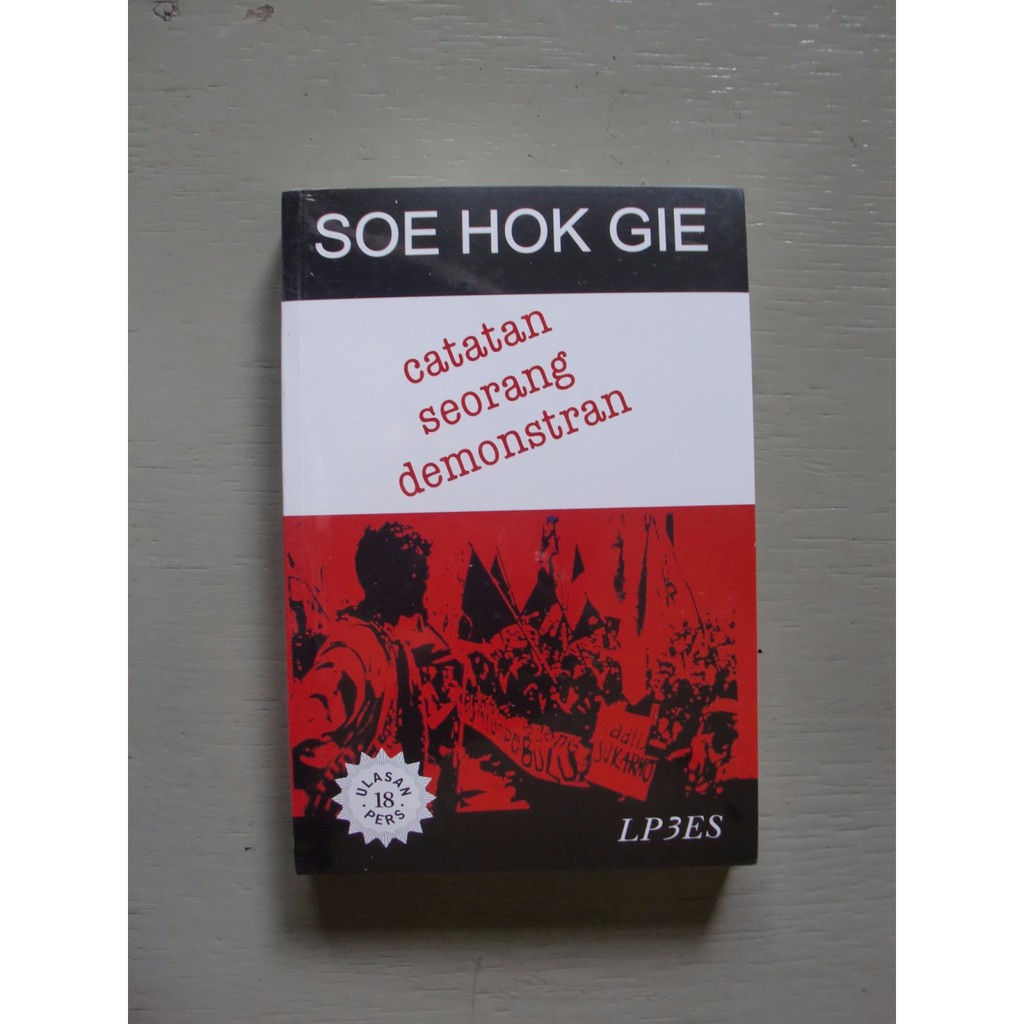 SOE HOK GIE
catatan
seorang
demonstran
SUKARNO
ULASAN
18
PERS
LP3ES